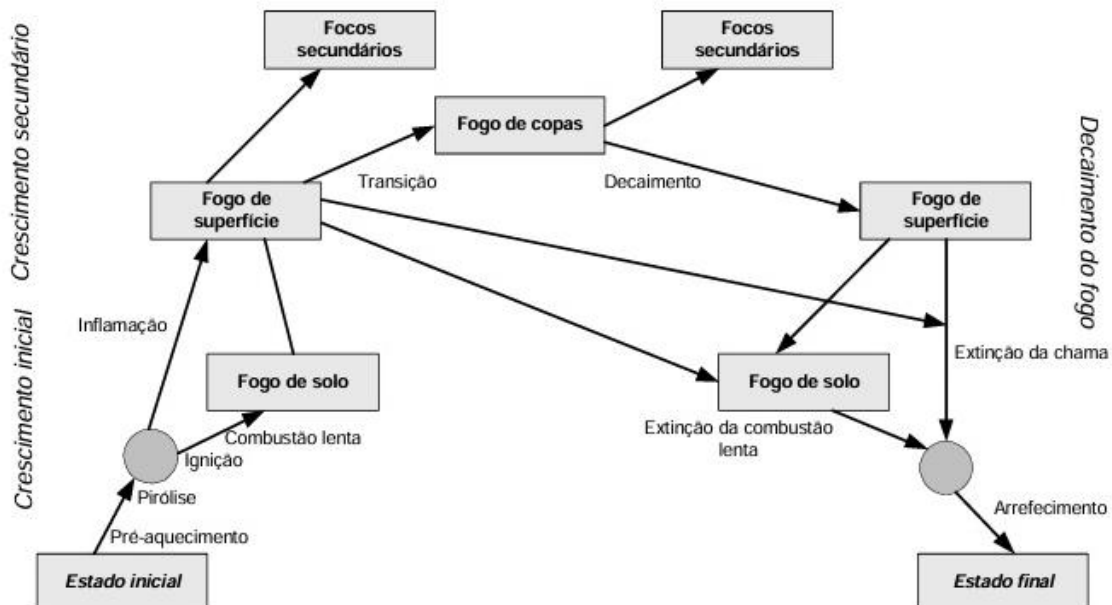 Focos
secundários
Focos
secundários
Crescimento secundário
Fogo de copas
Transição
Decaimento
Fogo de
superfície
Fogo de
superfície
Decaimento do fogo
Inflamação
Extinção da chama
Crescimento inicial
Fogo de solo
Fogo de solo
Combustão lenta
Ignição
Extinção da combustão
lenta
Pirólise
Arrefecimento
Pré-aquecimento
Estado inicial
Estado final